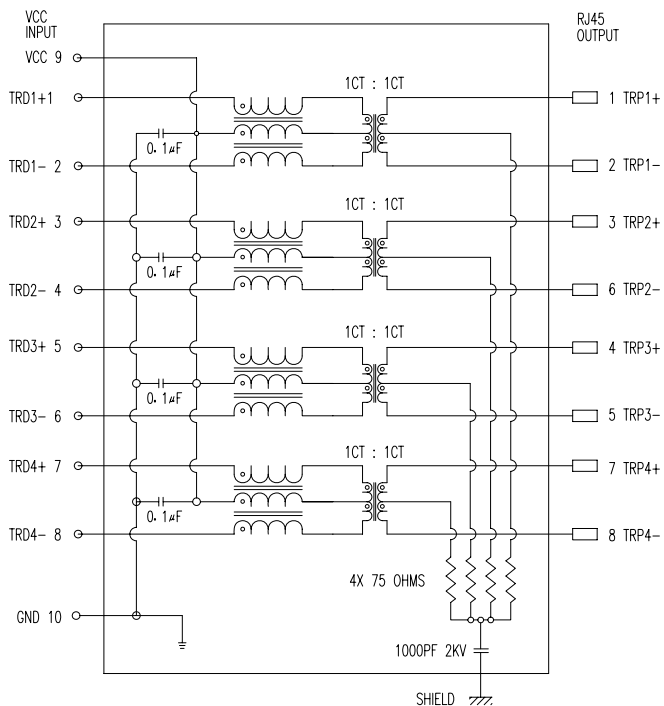 VCC
INPUT
RJ45
OUTPUT
VCC 9
TRD1+1
1CT : 1CT
1 TRP1+
0.1µF
TRD1- 2
2 TRP1-
TRD2+ 3
1CT : 1CT
3 TRP2+
0.1µF
TRD2- 4
6 TRP2-
TRD3+ 5
1CT : 1CT
4 TRP3+
0.1µF
TRD3- 6
5 TRP3-
TRD4+ 7
1CT : 1CT
7 TRP4+
0.1µF
TRD4- 8
8 TRP4-
4X 75 OHMS
GND 10
1000PF 2KV
SHIELD